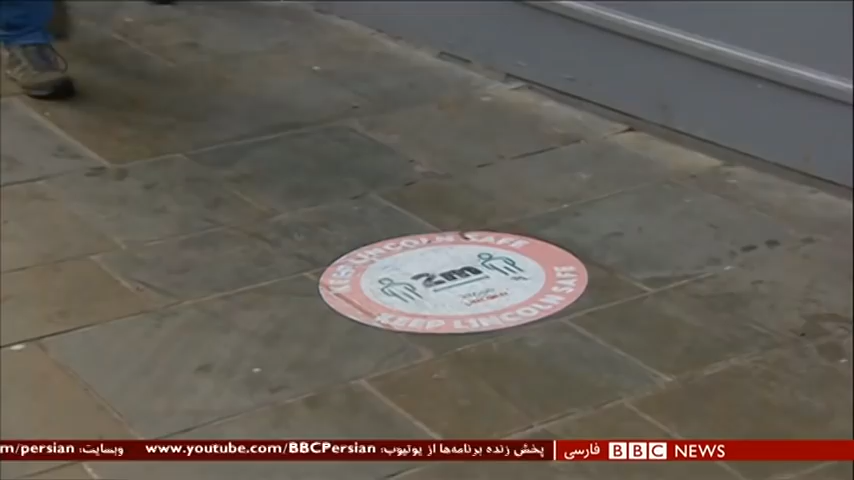 KEEP LINCOLN SAFE
2m
LINCOLN
KEEP LINCOLN SAFE
m/persian :وبسایت www.youtube.com/BBCPersian :پخش زنده برنامه‌ها از یوتیوب فارسی BBC NEWS